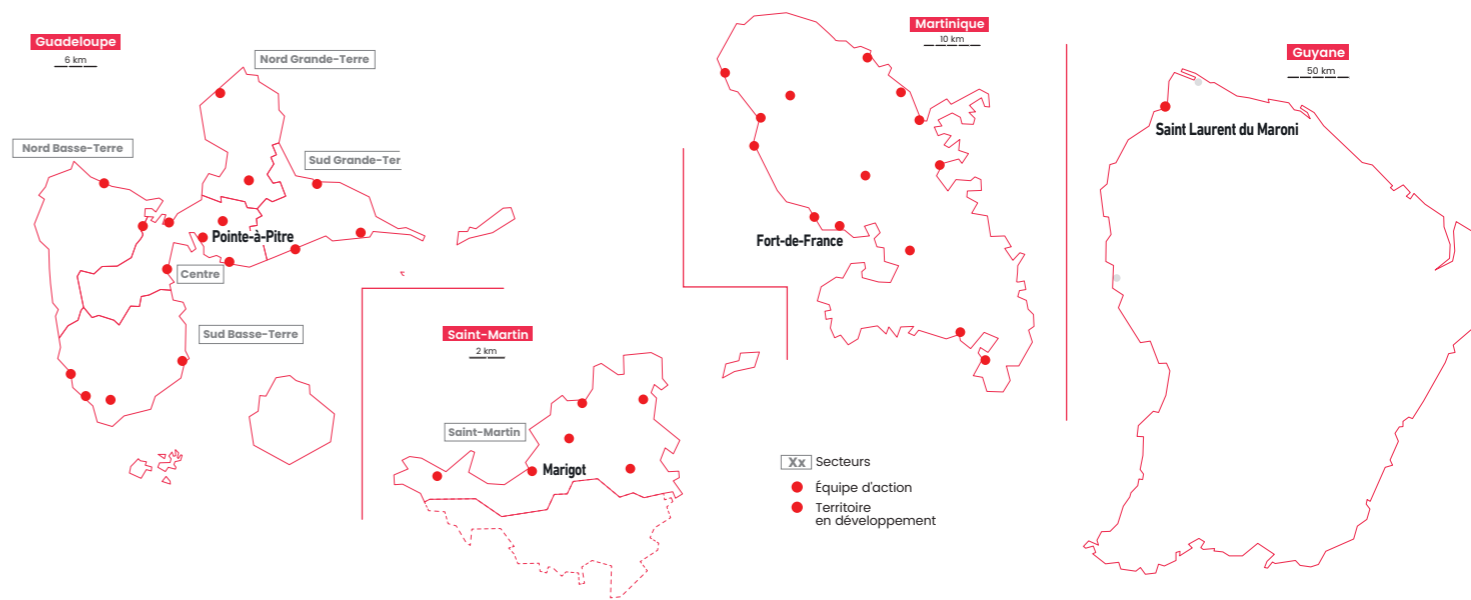 Guadeloupe
6 km
Nord Grande-Terre
Nord Basse-Terre
Sud Grande-Ter
Pointe-à-Pitre
Centre
Sud Basse-Terre
Saint-Martin
2 km
Saint-Martin
Marigot
Martinique
10 km
Fort-de-France
Xx Secteurs
Équipe d'action
Territoire
en développement
Guyane
50 km
Saint Laurent du Maroni